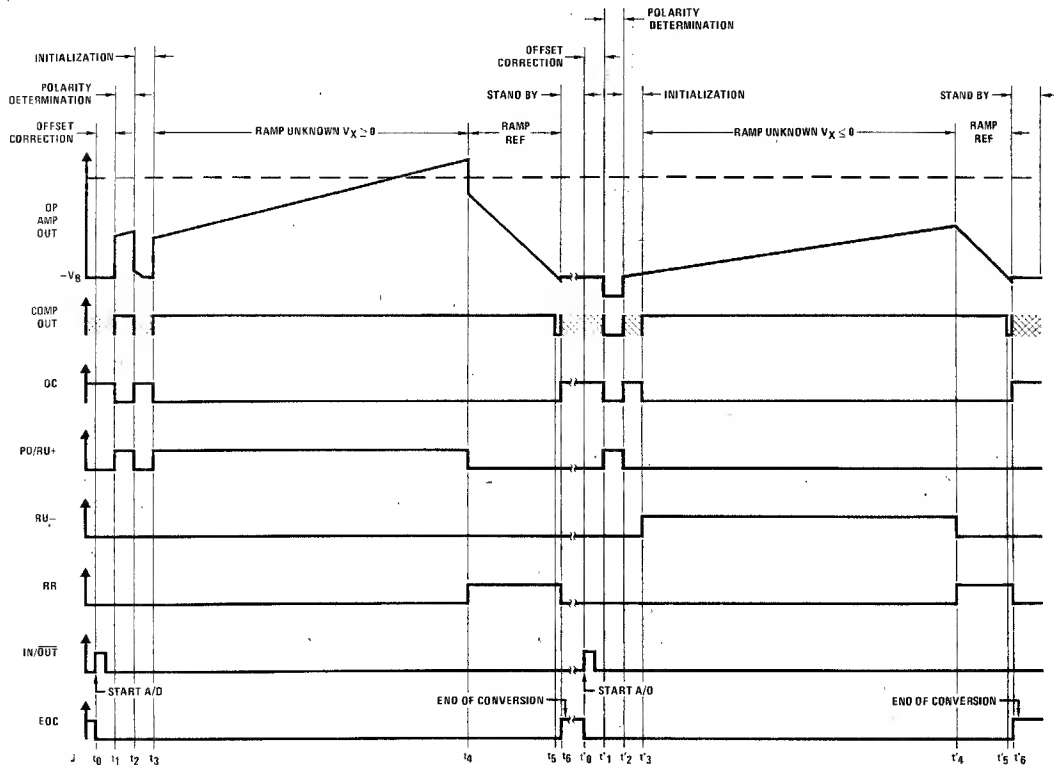 POLARITY
DETERMINATION
OFFSET
CORRECTION
INITIALIZATION
POLARITY
DETERMINATION
STAND BY
INITIALIZATION
STAND BY
OFFSET
CORRECTION
RAMP UNKNOWN VX ≥ 0
RAMP
REF
RAMP UNKNOWN VX ≤ 0
RAMP
REF
OP
AMP
OUT
-VB
COMP
OUT
OC
PO/RU+
RU-
RR
IN/OUT
START A/D
START A/D
END OF CONVERSION
END OF CONVERSION
EOC
t0 t1 t2 t3 t4 t5 t6 t'0 t'1 t'2 t'3 t'4 t'5 t'6